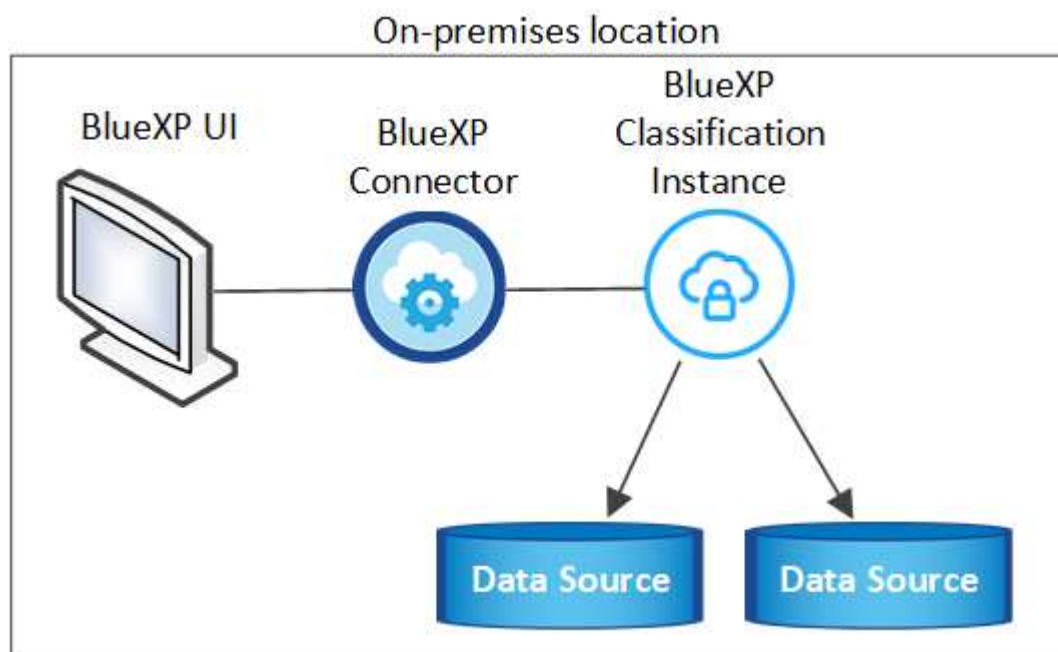 On-premises location
BlueXP UI
BlueXP
Connector
BlueXP
Classification
Instance
Data Source
Data Source